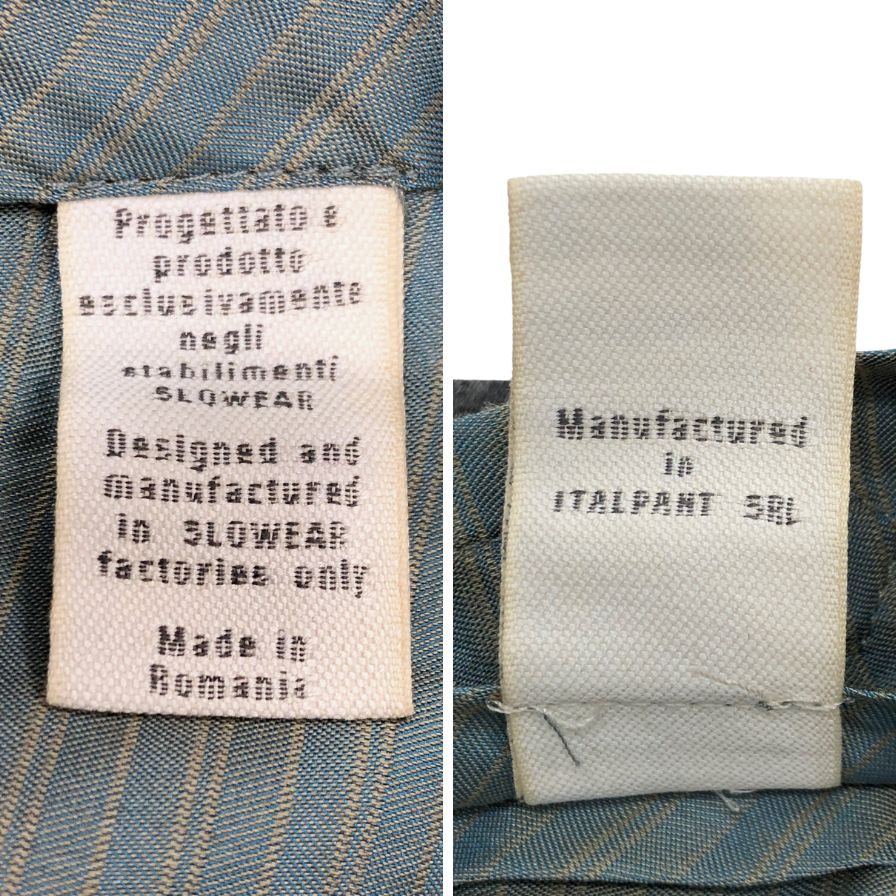 Progettato e
prodotto
esclusivamente
negli
stabilimenti
SLOWEAR
Designed and
manufactured
in SLOWEAR
factories only
Made in
Romania
Manufactured
in
ITALPANT SRL